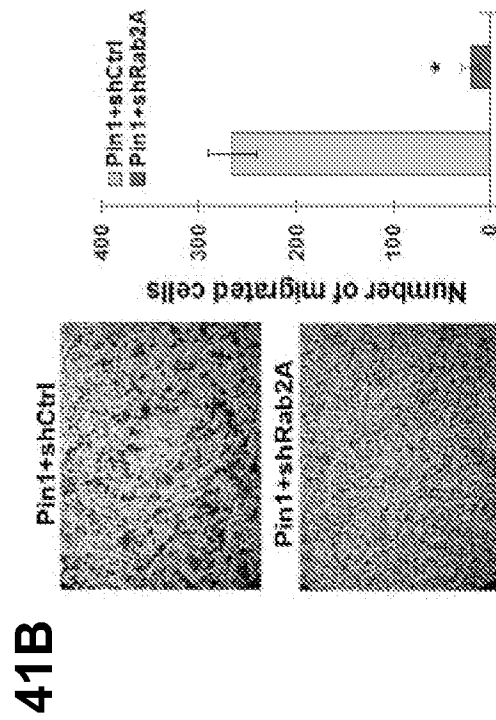 41B
Pin1+shCtrl
Pin1+shRab2A
Number of migrated cells
400
300
200
100
0
Pin1+shCtrl
Pin1+shRab2A
*